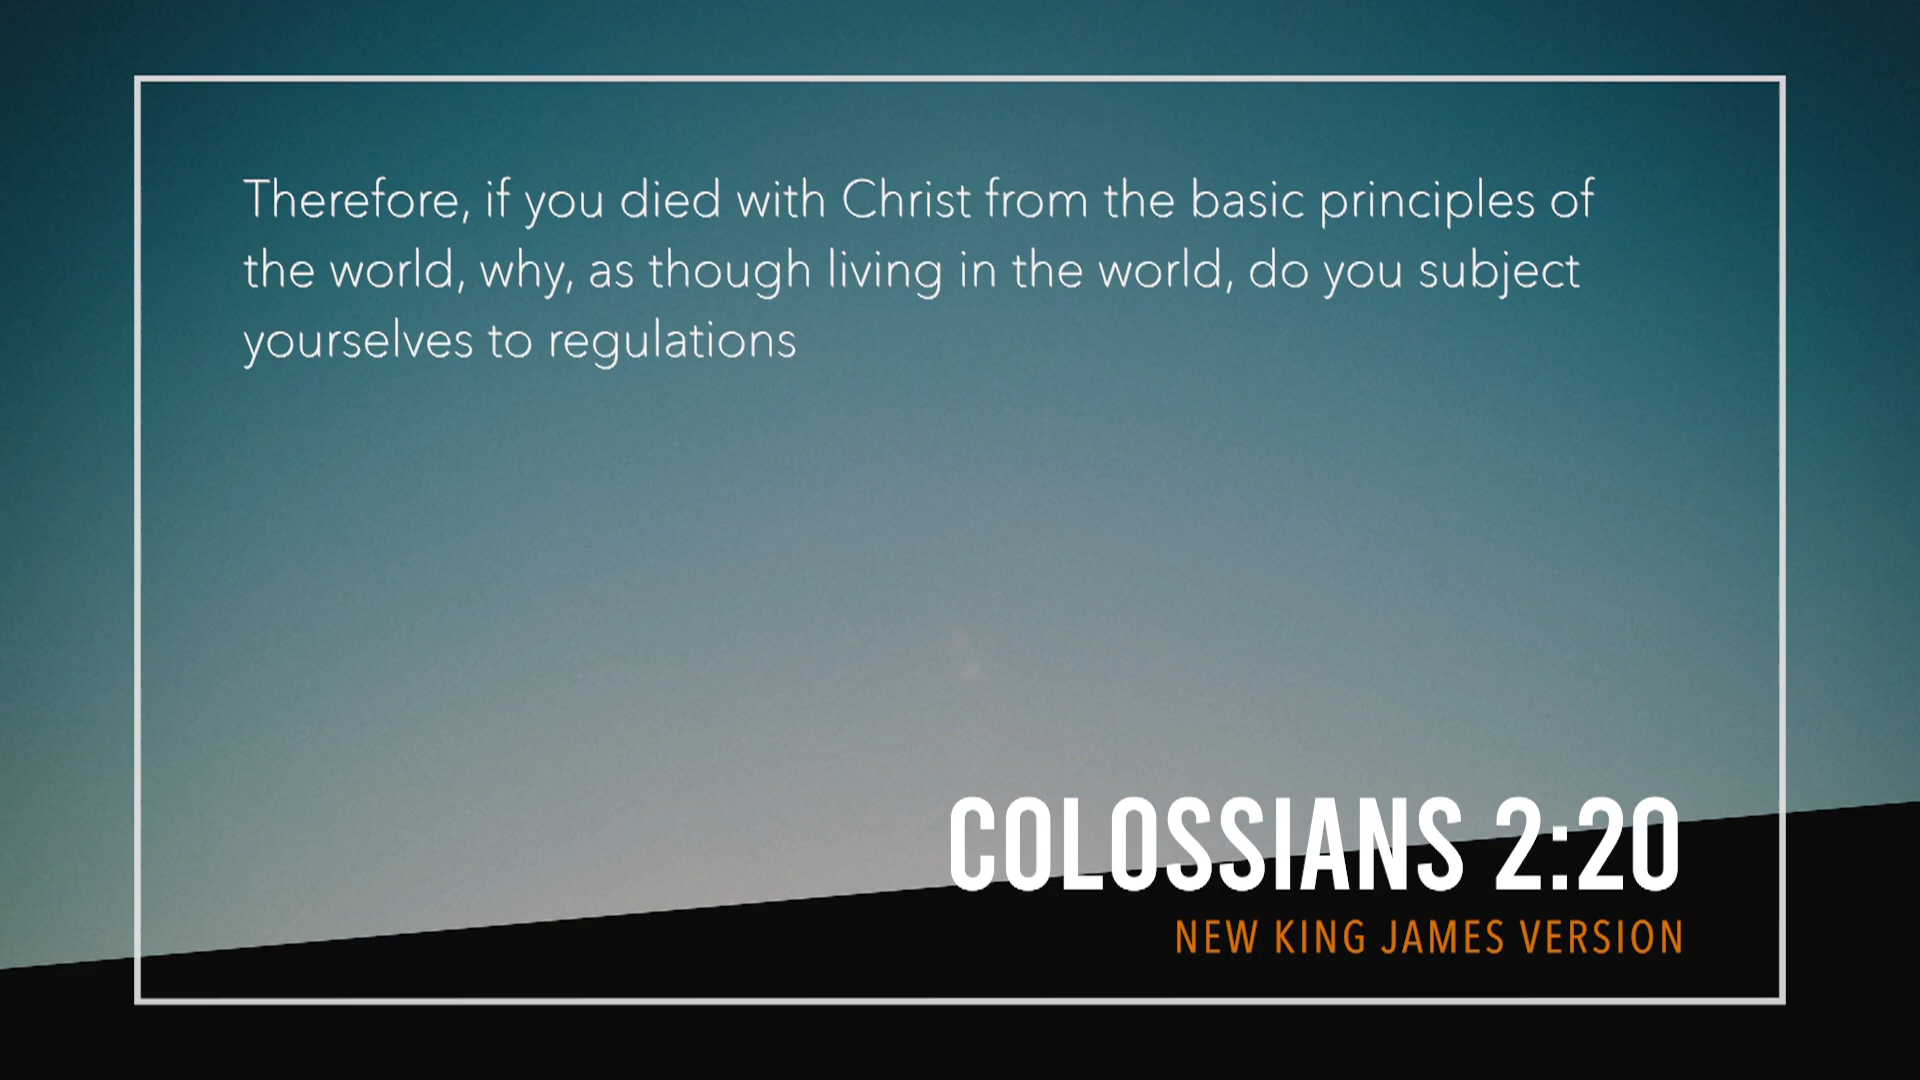 Therefore, if you died with Christ from the basic principles of
the world, why, as though living in the world, do you subject
yourselves to regulations
COLOSSIANS 2:20
NEW KING JAMES VERSION